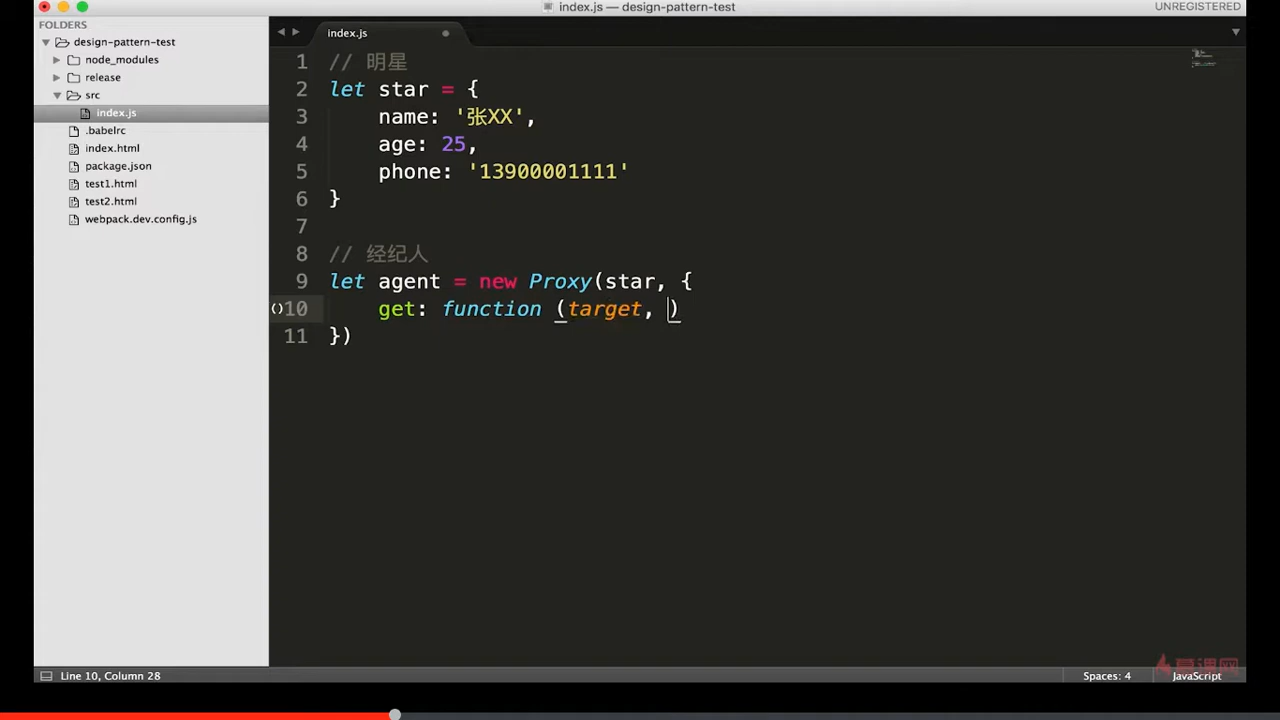 index.js — design-pattern-test
UNREGISTERED
FOLDERS
design-pattern-test
node_modules
release
src
index.js
.babelrc
index.html
package.json
test1.html
test2.html
webpack.dev.config.js
index.js
1 // 明星
2 let star = {
3 name: '张XX',
4 age: 25,
5 phone: '13900001111'
6 }
7
8 // 经纪人
9 let agent = new Proxy(star, {
10 get: function (target, )
11 })
慕课网
Line 10, Column 28
Spaces: 4
JavaScript